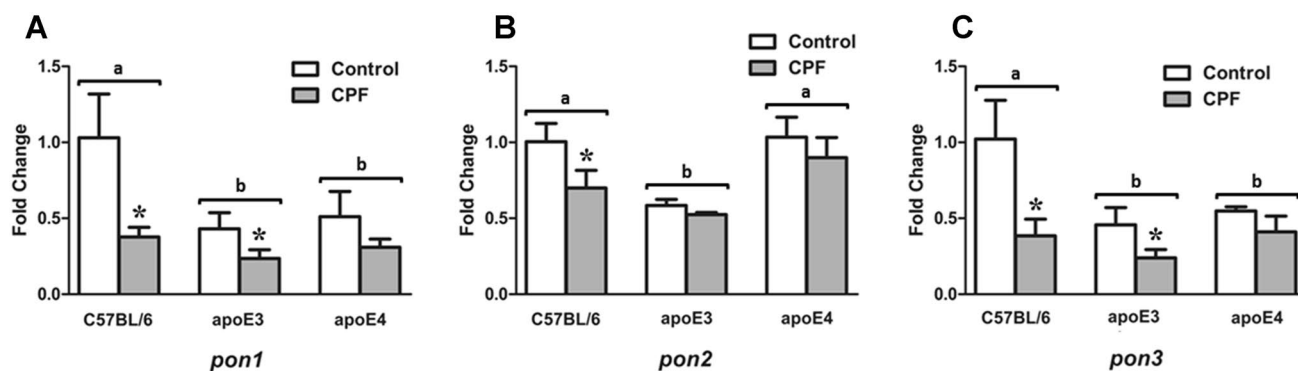 A
Fold Change
1.5
1.0
0.5
0.0
a
*
b
*
b
Control
CPF
C57BL/6 apoE3 apoE4
pon1
B
Fold Change
1.5
1.0
0.5
0.0
a
*
b
a
Control
CPF
C57BL/6 apoE3 apoE4
pon2
C
Fold Change
1.5
1.0
0.5
0.0
a
*
b
*
b
Control
CPF
C57BL/6 apoE3 apoE4
pon3